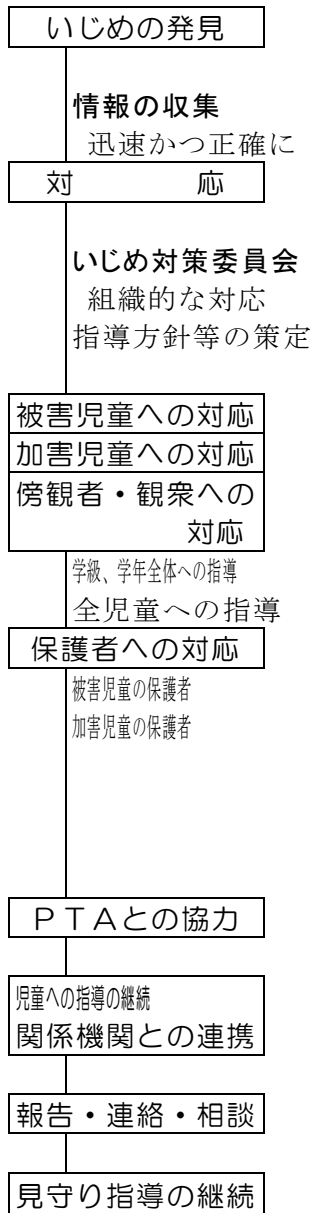 いじめの発見
情報の収集
迅速かつ正確に
対　　　　応
いじめ対策委員会
組織的な対応
指導方針等の策定
被害児童への対応
加害児童への対応
傍観者・観衆への
対応
学級、学年全体への指導
全児童への指導
保護者への対応
被害児童の保護者
加害児童の保護者
ＰＴＡとの協力
児童への指導の継続
関係機関との連携
報告・連絡・相談
見守り指導の継続